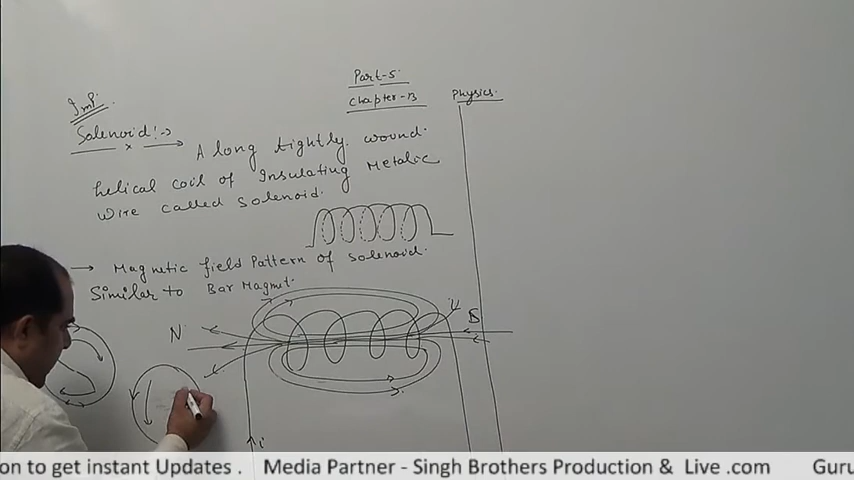 Part-5
Chapter-13
Physics.
Imp.
Solenoid!->
A long tightly wound
helical coil of Insulating Metalic
wire called Solenoid.
Magnetic field Pattern of solenoid.
Similar to Bar Magnet.
N
S
i
on to get instant Updates . Media Partner - Singh Brothers Production & Live .com Guru